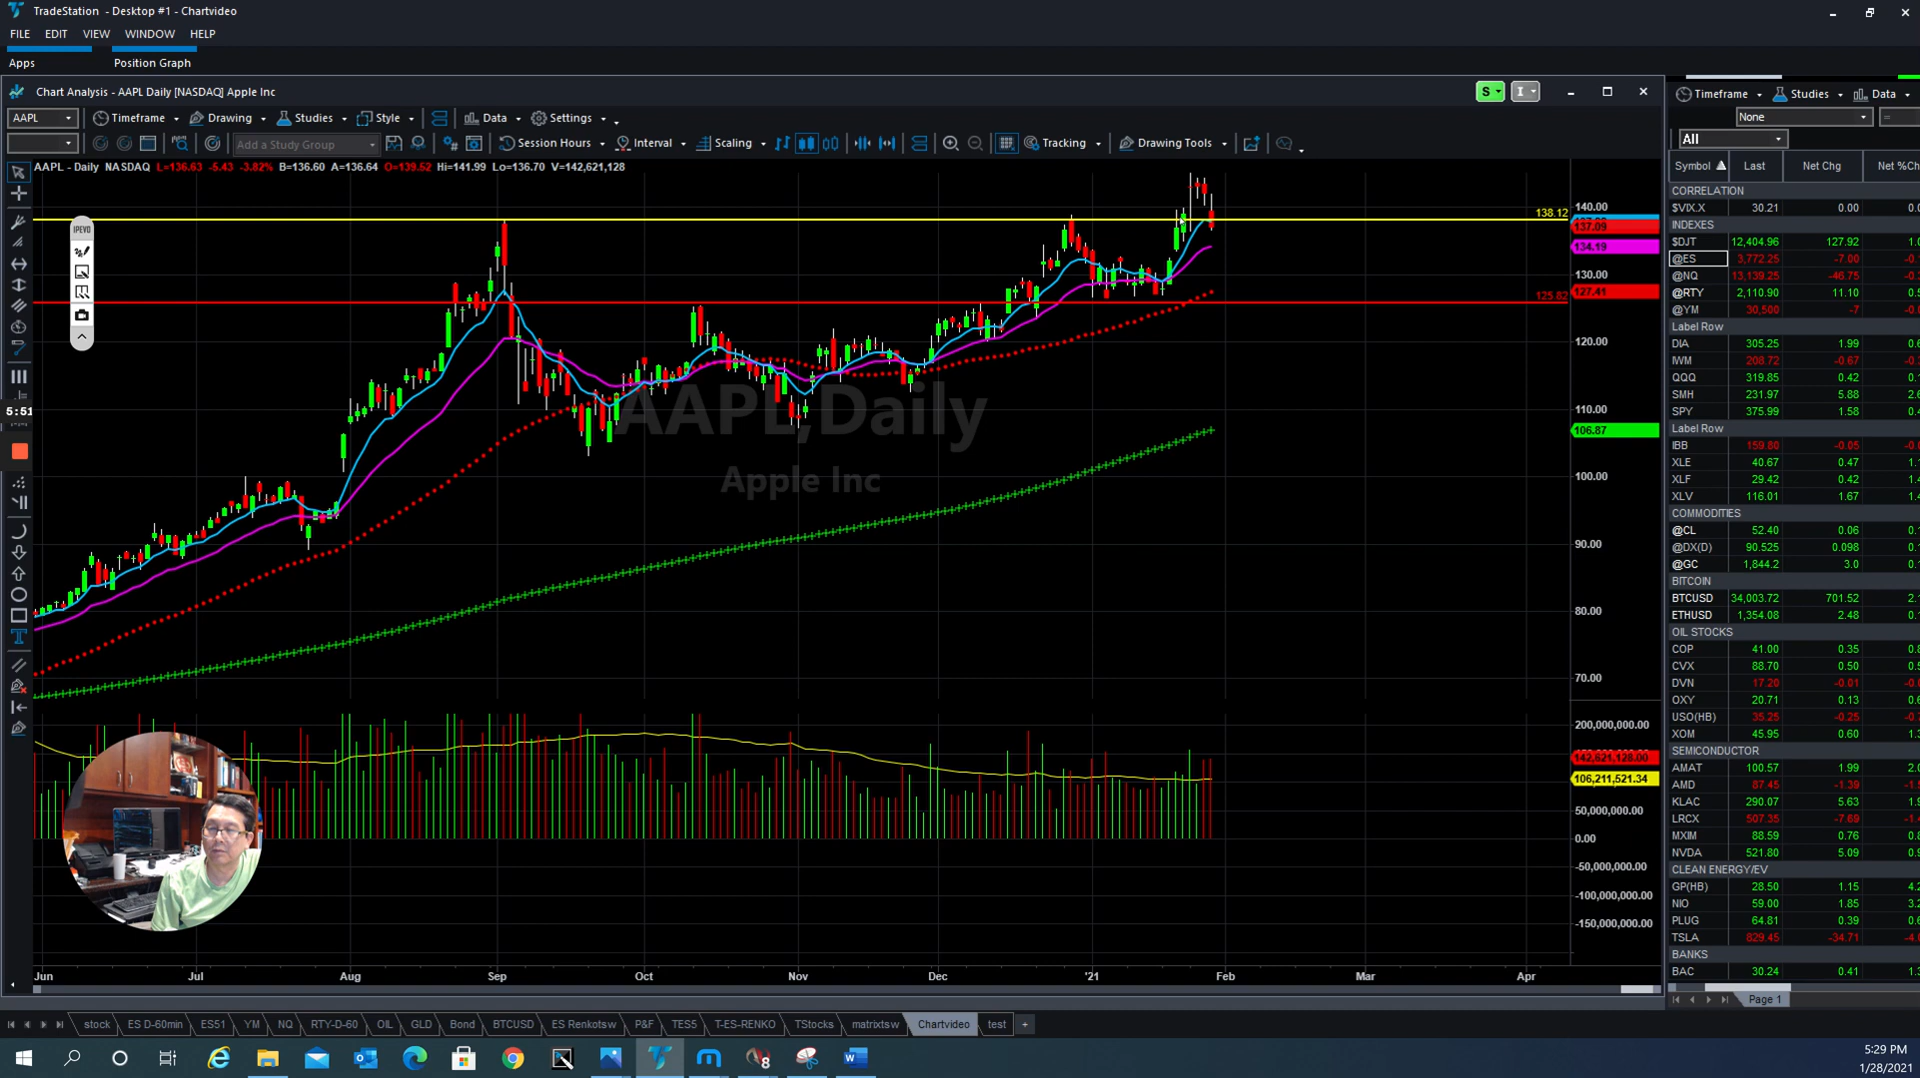 TradeStation - Desktop #1 - Chartvideo
FILE EDIT VIEW WINDOW HELP
Apps Position Graph
Chart Analysis - AAPL Daily [NASDAQ] Apple Inc
S I
AAPL Timeframe Drawing Studies Style Data Settings
Add a Study Group Session Hours Interval Scaling Tracking Drawing Tools
AAPL - Daily NASDAQ L=136.63 -5.43 -3.82% B=136.60 A=136.64 O=139.52 Hi=141.99 Lo=136.70 V=142,621,128
IPEVO
5:51
AAPL,Daily
Apple Inc
138.12
125.82
140.00
137.09
134.19
130.00
127.41
120.00
110.00
106.87
100.00
90.00
80.00
70.00
200,000,000.00
142,621,128.00
106,211,521.34
50,000,000.00
0.00
-50,000,000.00
-100,000,000.00
-150,000,000.00
Jun Jul Aug Sep Oct Nov Dec '21 Feb Mar Apr
Timeframe Studies Data
None
All
Symbol Last Net Chg Net %Ch
CORRELATION
$VIX.X 30.21 0.00
INDEXES
$DJT 12,404.96 127.92
@ES 3,772.25 -7.00
@NQ 13,139.25 -46.75
@RTY 2,110.90 11.10
@YM 30,500 -7
Label Row
DIA 305.25 1.99
IWM 208.72 -0.67
QQQ 319.85 0.42
SMH 231.97 5.88
SPY 375.99 1.58
Label Row
IBB 159.80 -0.05
XLE 40.67 0.47
XLF 29.42 0.42
XLV 116.01 1.67
COMMODITIES
@CL 52.40 0.06
@DX(D) 90.525 0.098
@GC 1,844.2 3.0
BITCOIN
BTCUSD 34,003.72 701.52
ETHUSD 1,354.08 2.48
OIL STOCKS
COP 41.00 0.35
CVX 88.70 0.50
DVN 17.20 -0.01
OXY 20.71 0.13
USO(HB) 35.25 -0.25
XOM 45.95 0.60
SEMICONDUCTOR
AMAT 100.57 1.99
AMD 87.45 -1.39
KLAC 290.07 5.63
LRCX 507.35 -7.69
MXIM 88.59 0.76
NVDA 521.80 5.09
CLEAN ENERGY/EV
GP(HB) 28.50 1.15
NIO 59.00 1.85
PLUG 64.81 0.39
TSLA 829.45 -34.71
BANKS
BAC 30.24 0.41
Page 1
stock ES D-60min ES51 YM NQ RTY-D-60 OIL GLD Bond BTCUSD ES Renkotsw P&F TES5 T-ES-RENKO TStocks matrixtsw Chartvideo test +
5:29 PM
1/28/2021